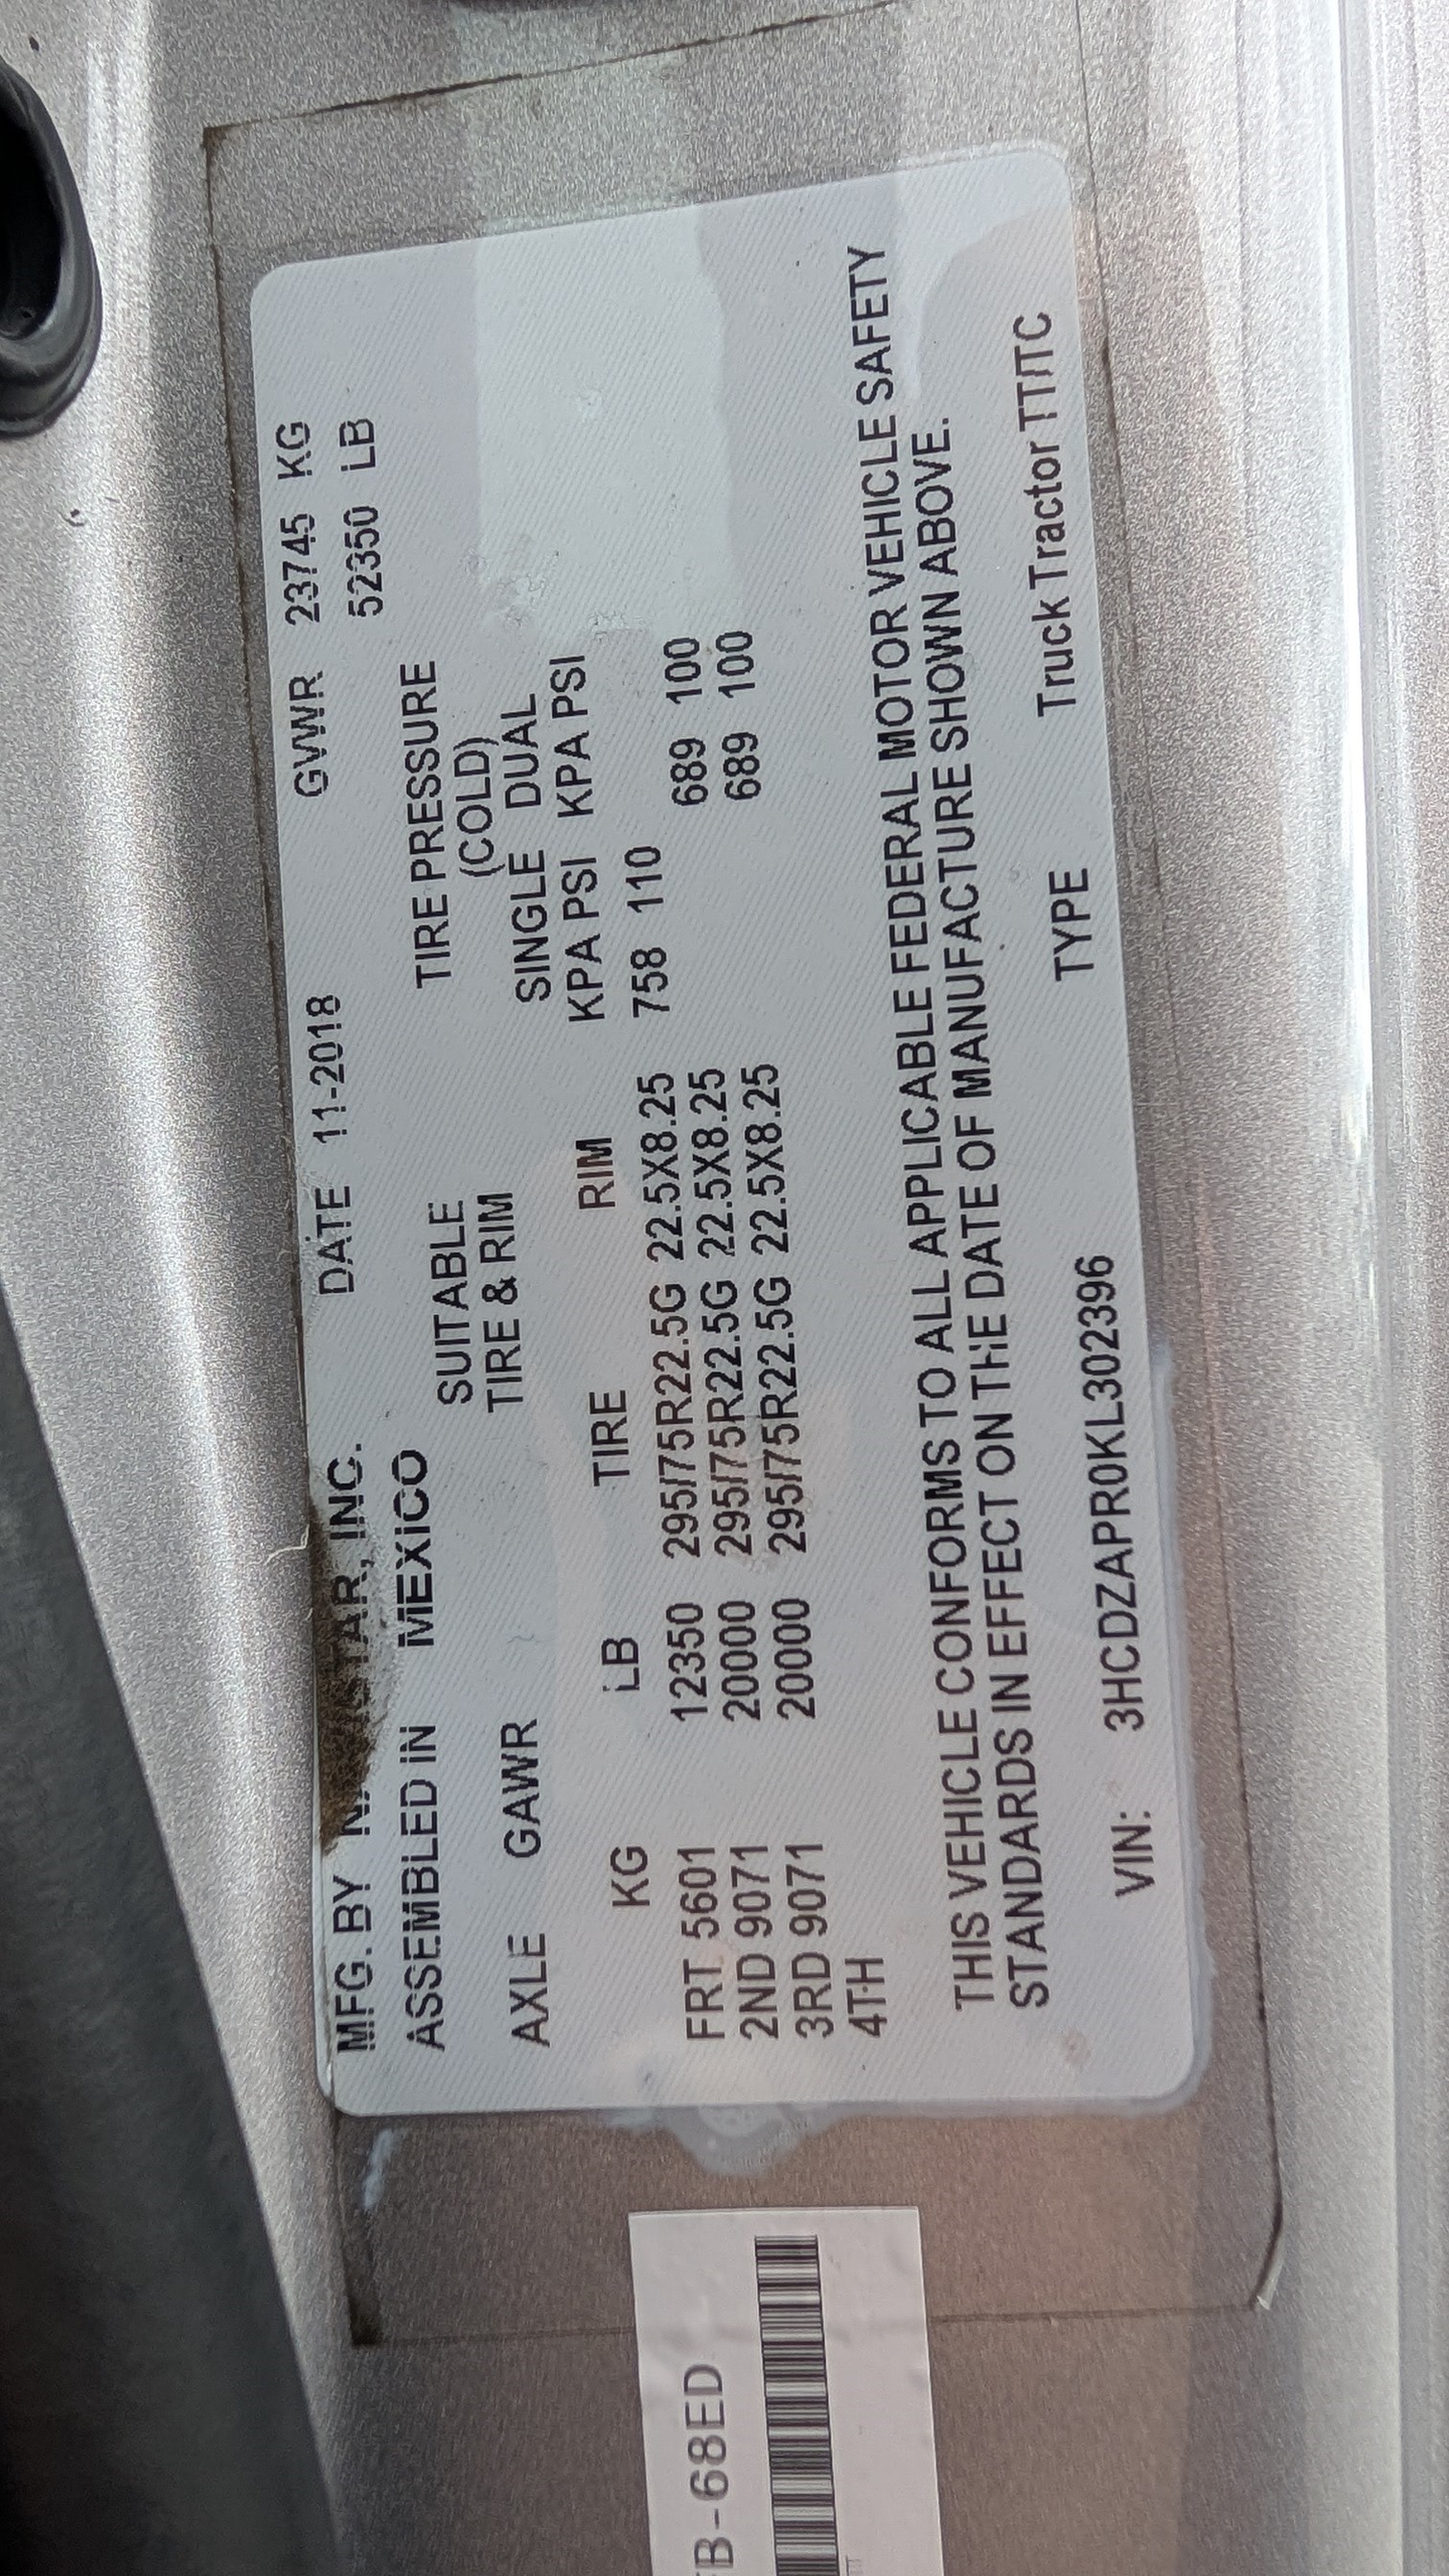 MFG. BY NAVISTAR, INC. DATE 11-2018 GVWR 23745 KG
ASSEMBLED IN MEXICO 52350 LB
SUITABLE TIRE PRESSURE
AXLE GAWR TIRE & RIM (COLD)
SINGLE DUAL
KG LB TIRE RIM KPA PSI KPA PSI
FRT 5601 12350 295/75R22.5G 22.5X8.25 758 110
2ND 9071 20000 295/75R22.5G 22.5X8.25 689 100
3RD 9071 20000 295/75R22.5G 22.5X8.25 689 100
4TH
THIS VEHICLE CONFORMS TO ALL APPLICABLE FEDERAL MOTOR VEHICLE SAFETY
STANDARDS IN EFFECT ON THE DATE OF MANUFACTURE SHOWN ABOVE.
VIN: 3HCDZAPR0KL302396 TYPE Truck Tractor TT/TC
B-68ED